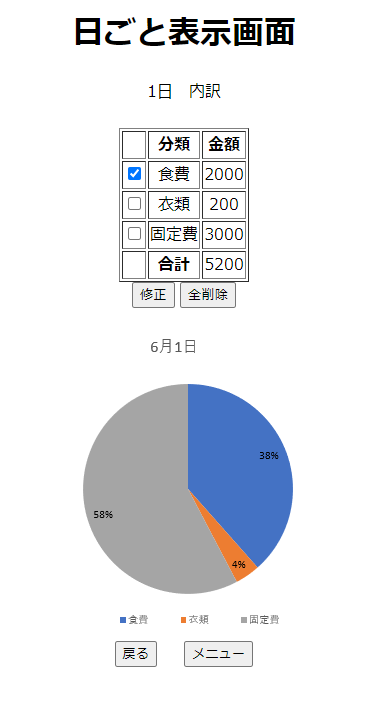 日ごと表示画面
1日　内訳
分類 金額
食費 2000
衣類 200
固定費 3000
合計 5200
修正 全削除
6月1日
38%
58%
4%
食費 衣類 固定費
戻る メニュー